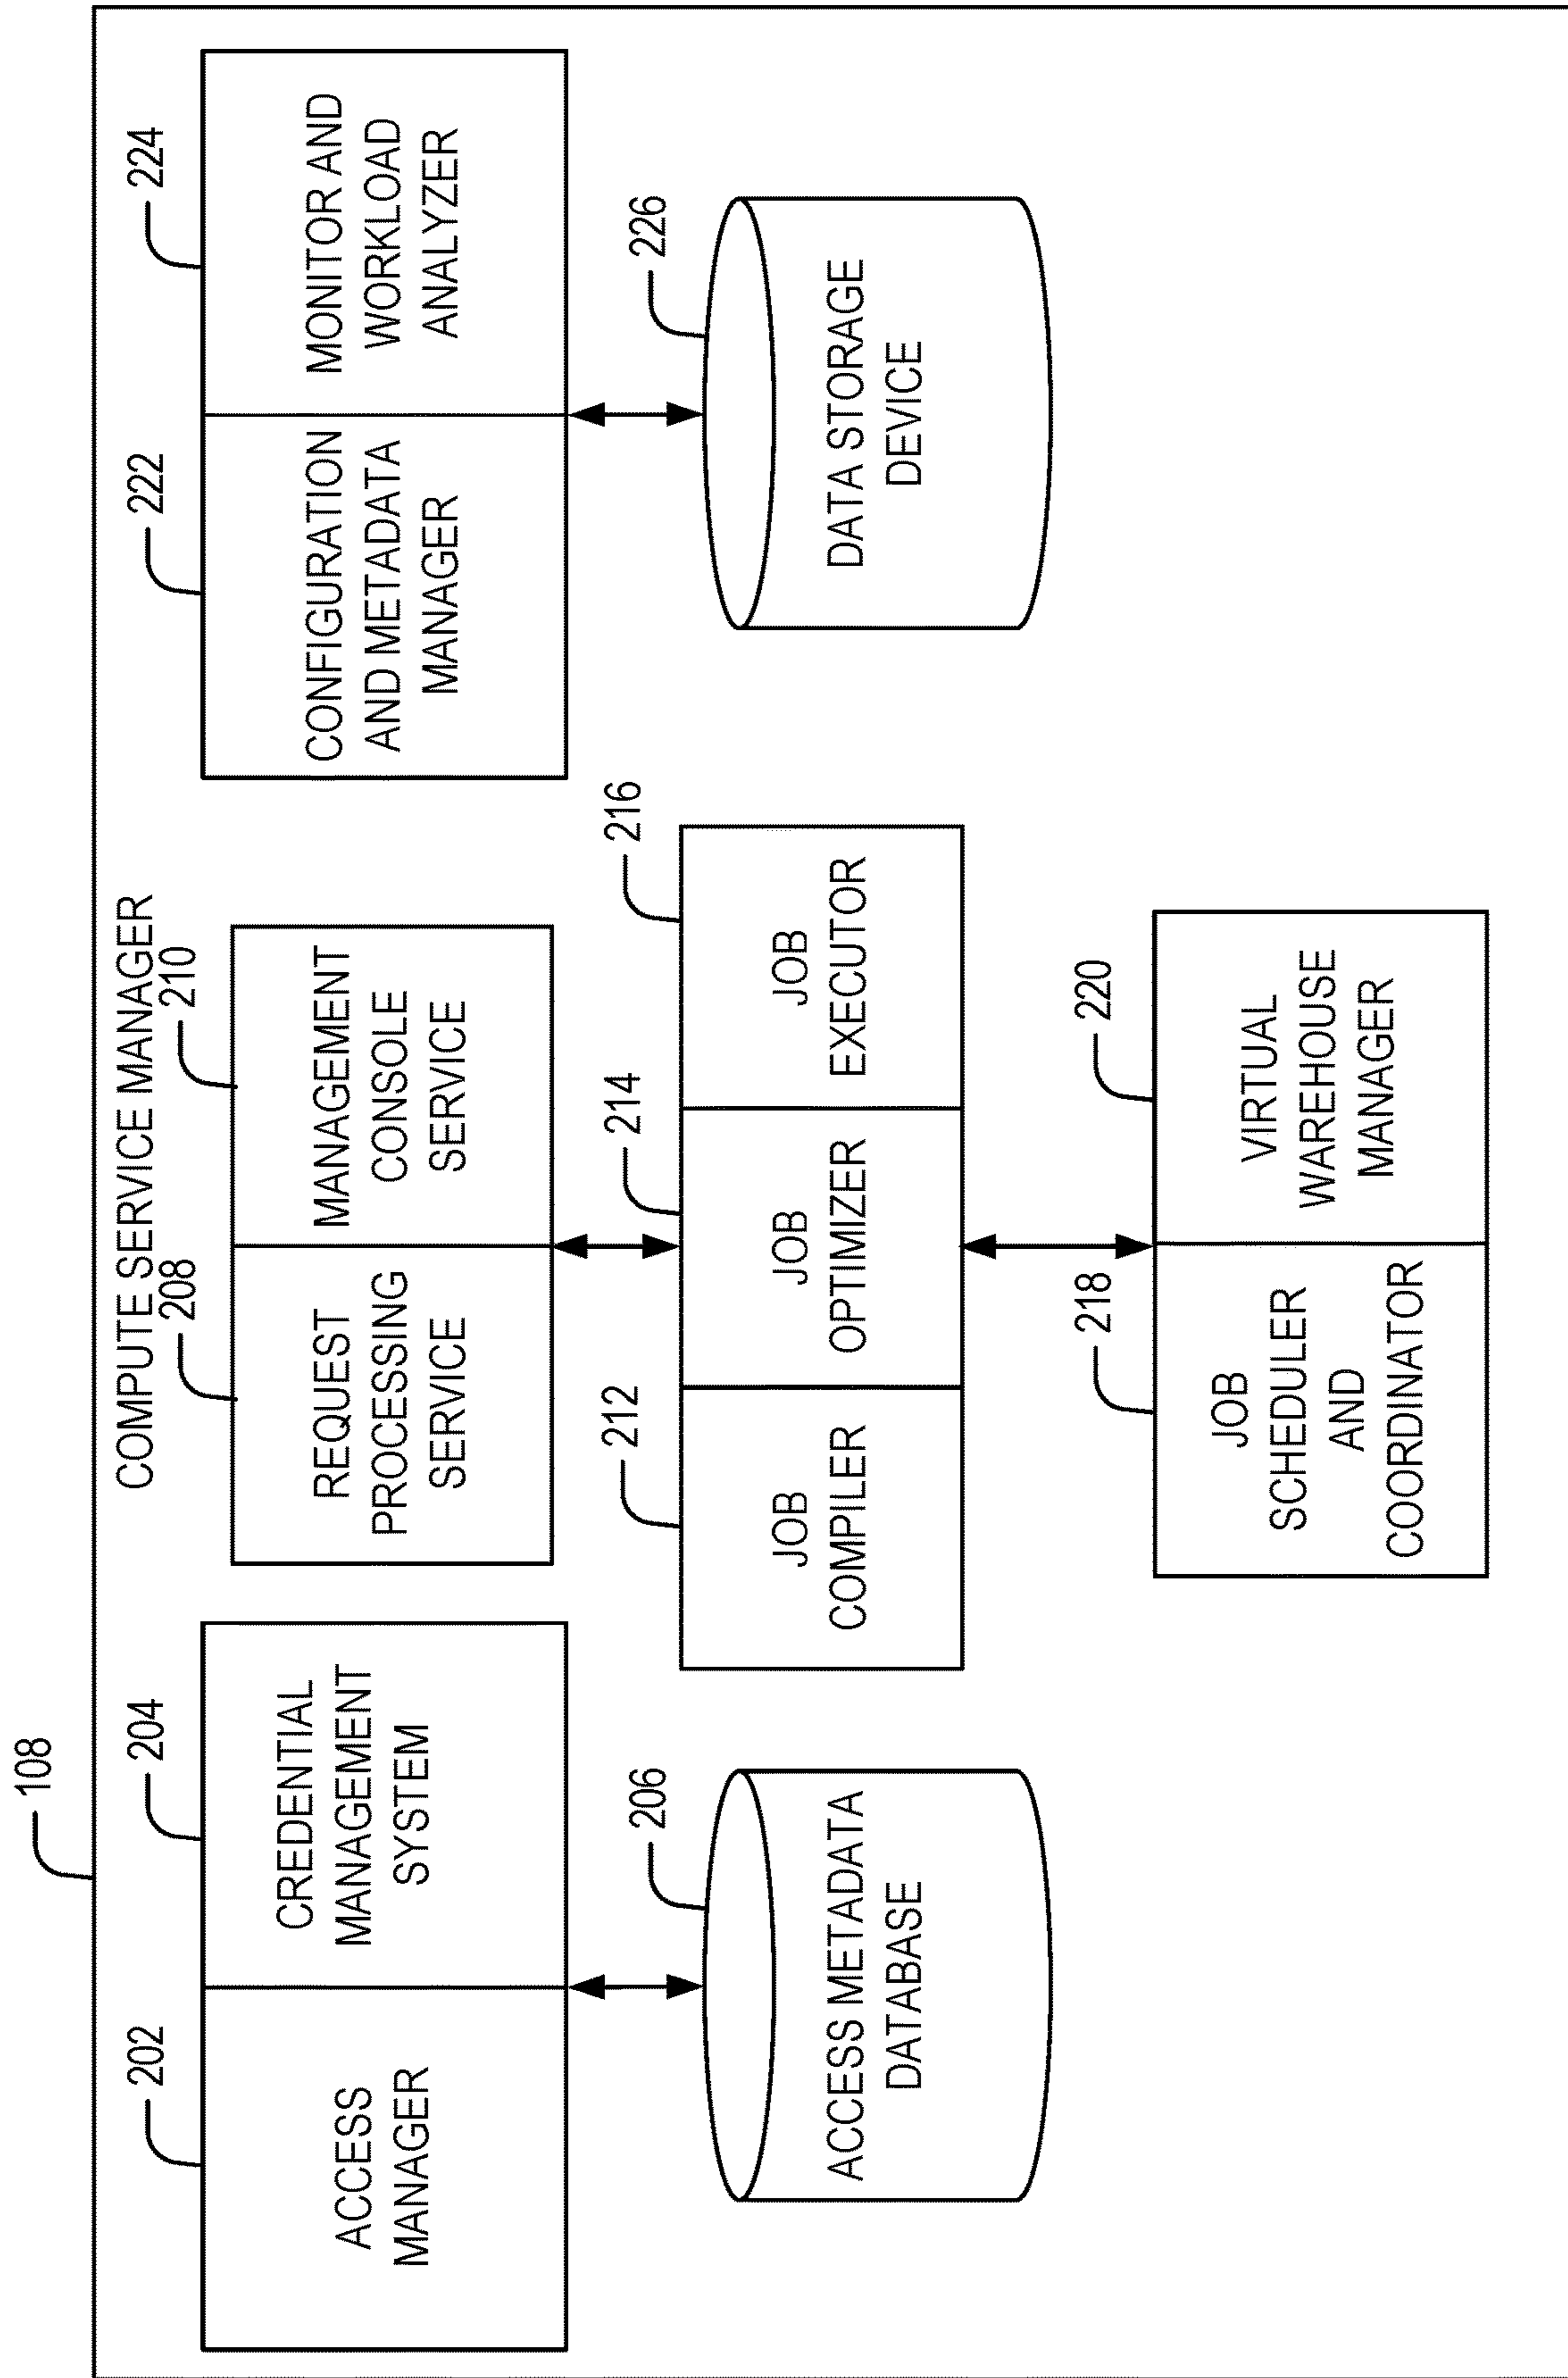 108
COMPUTE SERVICE MANAGER
202
ACCESS
MANAGER
204
CREDENTIAL
MANAGEMENT
SYSTEM
206
ACCESS METADATA
DATABASE
208
REQUEST
PROCESSING
SERVICE
210
MANAGEMENT
CONSOLE
SERVICE
212
JOB
COMPILER
214
JOB
OPTIMIZER
216
JOB
EXECUTOR
218
JOB
SCHEDULER
AND
COORDINATOR
220
VIRTUAL
WAREHOUSE
MANAGER
222
CONFIGURATION
AND METADATA
MANAGER
224
MONITOR AND
WORKLOAD
ANALYZER
226
DATA STORAGE
DEVICE